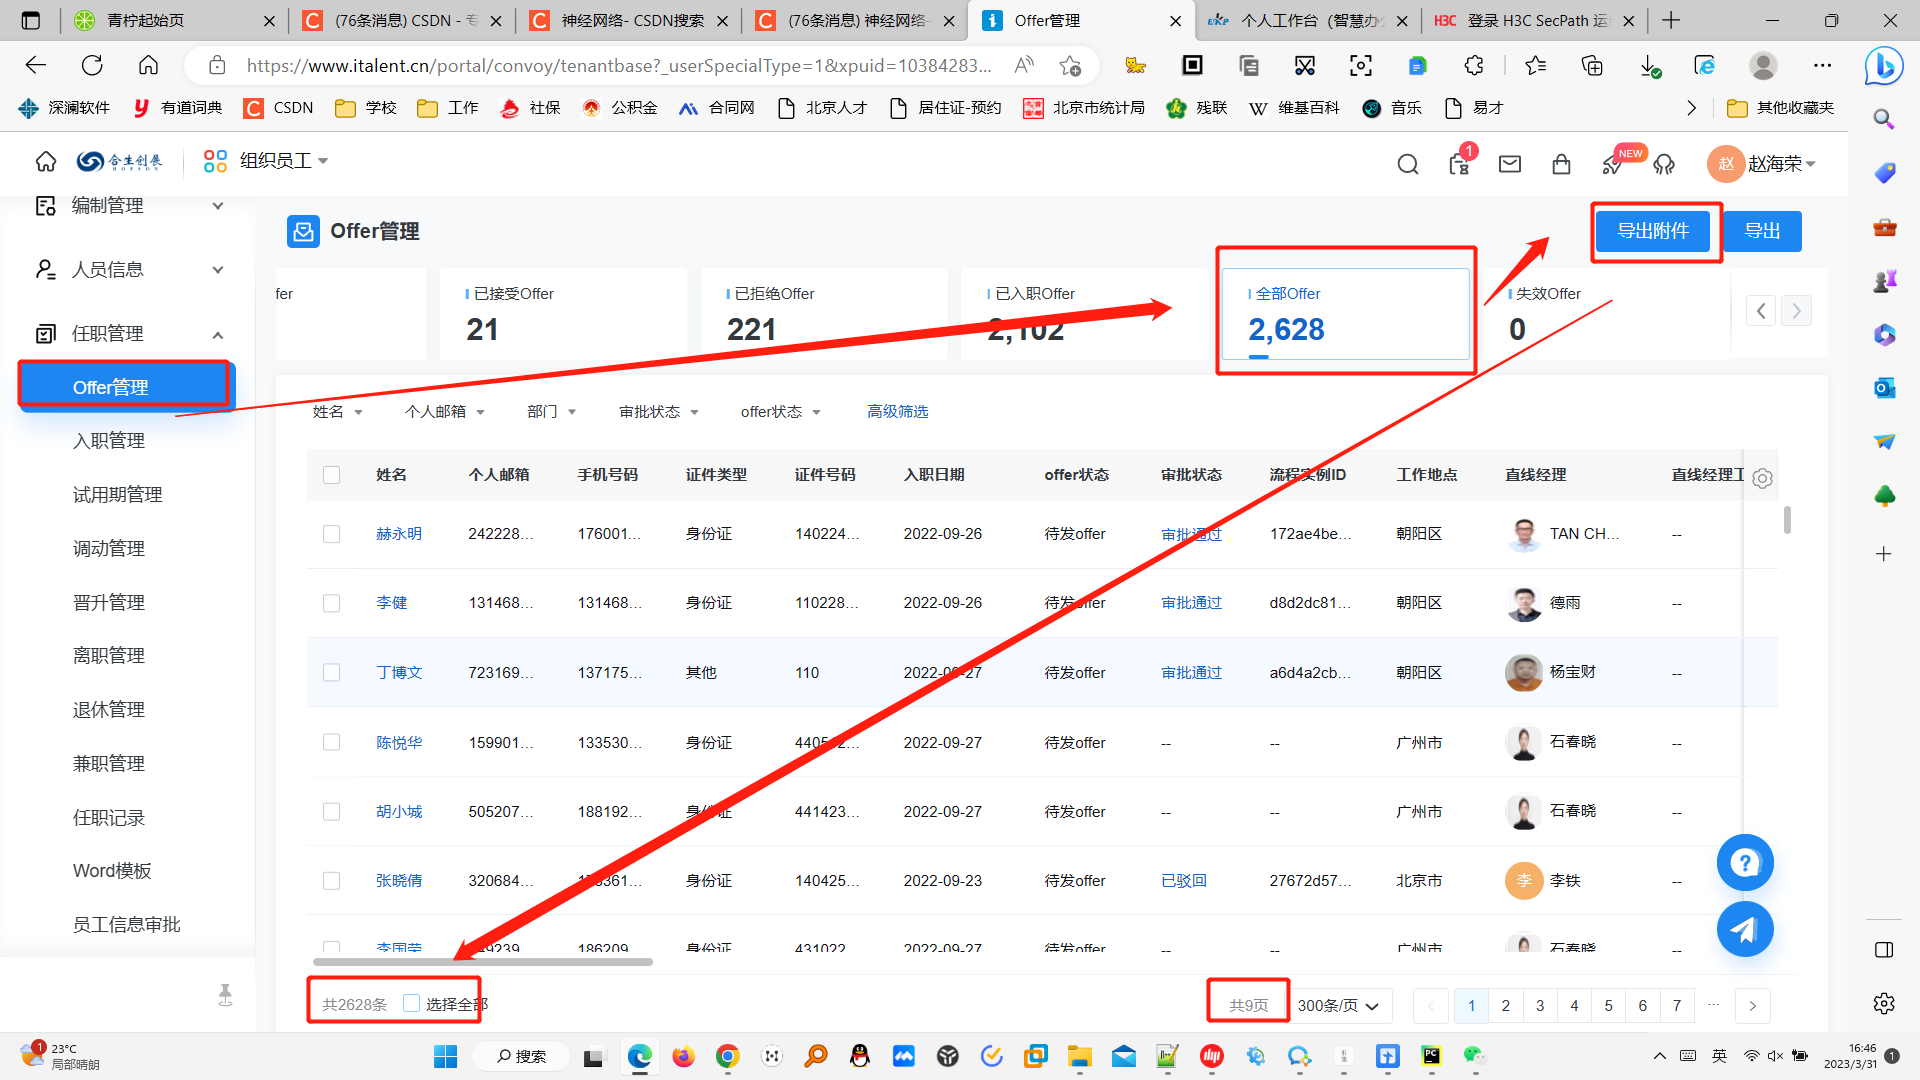 青柠起始页
(76条消息) CSDN - 专
神经网络- CSDN搜索
(76条消息) 神经网络-
Offer管理
个人工作台（智慧办公
登录 H3C SecPath 运
https://www.italent.cn/portal/convoy/tenantbase?_userSpecialType=1&xpuid=10384283...
深澜软件
有道词典
CSDN
学校
工作
社保
公积金
合同网
北京人才
居住证-预约
北京市统计局
残联
维基百科
音乐
易才
其他收藏夹
合生创展
HOPSON
组织员工
1
NEW
赵
赵海荣
编制管理
人员信息
任职管理
Offer管理
入职管理
试用期管理
调动管理
晋升管理
离职管理
退休管理
兼职管理
任职记录
Word模板
员工信息审批
Offer管理
导出附件
导出
fer
已接受Offer
21
已拒绝Offer
221
已入职Offer
2,102
全部Offer
2,628
失效Offer
0
姓名
个人邮箱
部门
审批状态
offer状态
高级筛选
姓名 个人邮箱 手机号码 证件类型 证件号码 入职日期 offer状态 审批状态 流程实例ID 工作地点 直线经理 直线经理工
赫永明 242228... 176001... 身份证 140224... 2022-09-26 待发offer 审批通过 172ae4be... 朝阳区 TAN CH... --
李健 131468... 131468... 身份证 110228... 2022-09-26 待发offer 审批通过 d8d2dc81... 朝阳区 德雨 --
丁博文 723169... 137175... 其他 110 2022-09-27 待发offer 审批通过 a6d4a2cb... 朝阳区 杨宝财 --
陈悦华 159901... 133530... 身份证 2022-09-27 待发offer -- -- 广州市 石春晓 --
胡小城 505207... 188192... 身份证 441423... 2022-09-27 待发offer -- -- 广州市 石春晓 --
张晓倩 320684... 身份证 140425... 2022-09-23 待发offer 已驳回 27672d57... 北京市 李 李铁 --
李国荣 186209 身份证 431022 2022-09-27 待发offer -- -- 广州市 石春晓 --
共2628条 选择全部
共9页 300条/页 1 2 3 4 5 6 7 ...
1
23°C
局部晴朗
搜索
英
16:46
2023/3/31
1